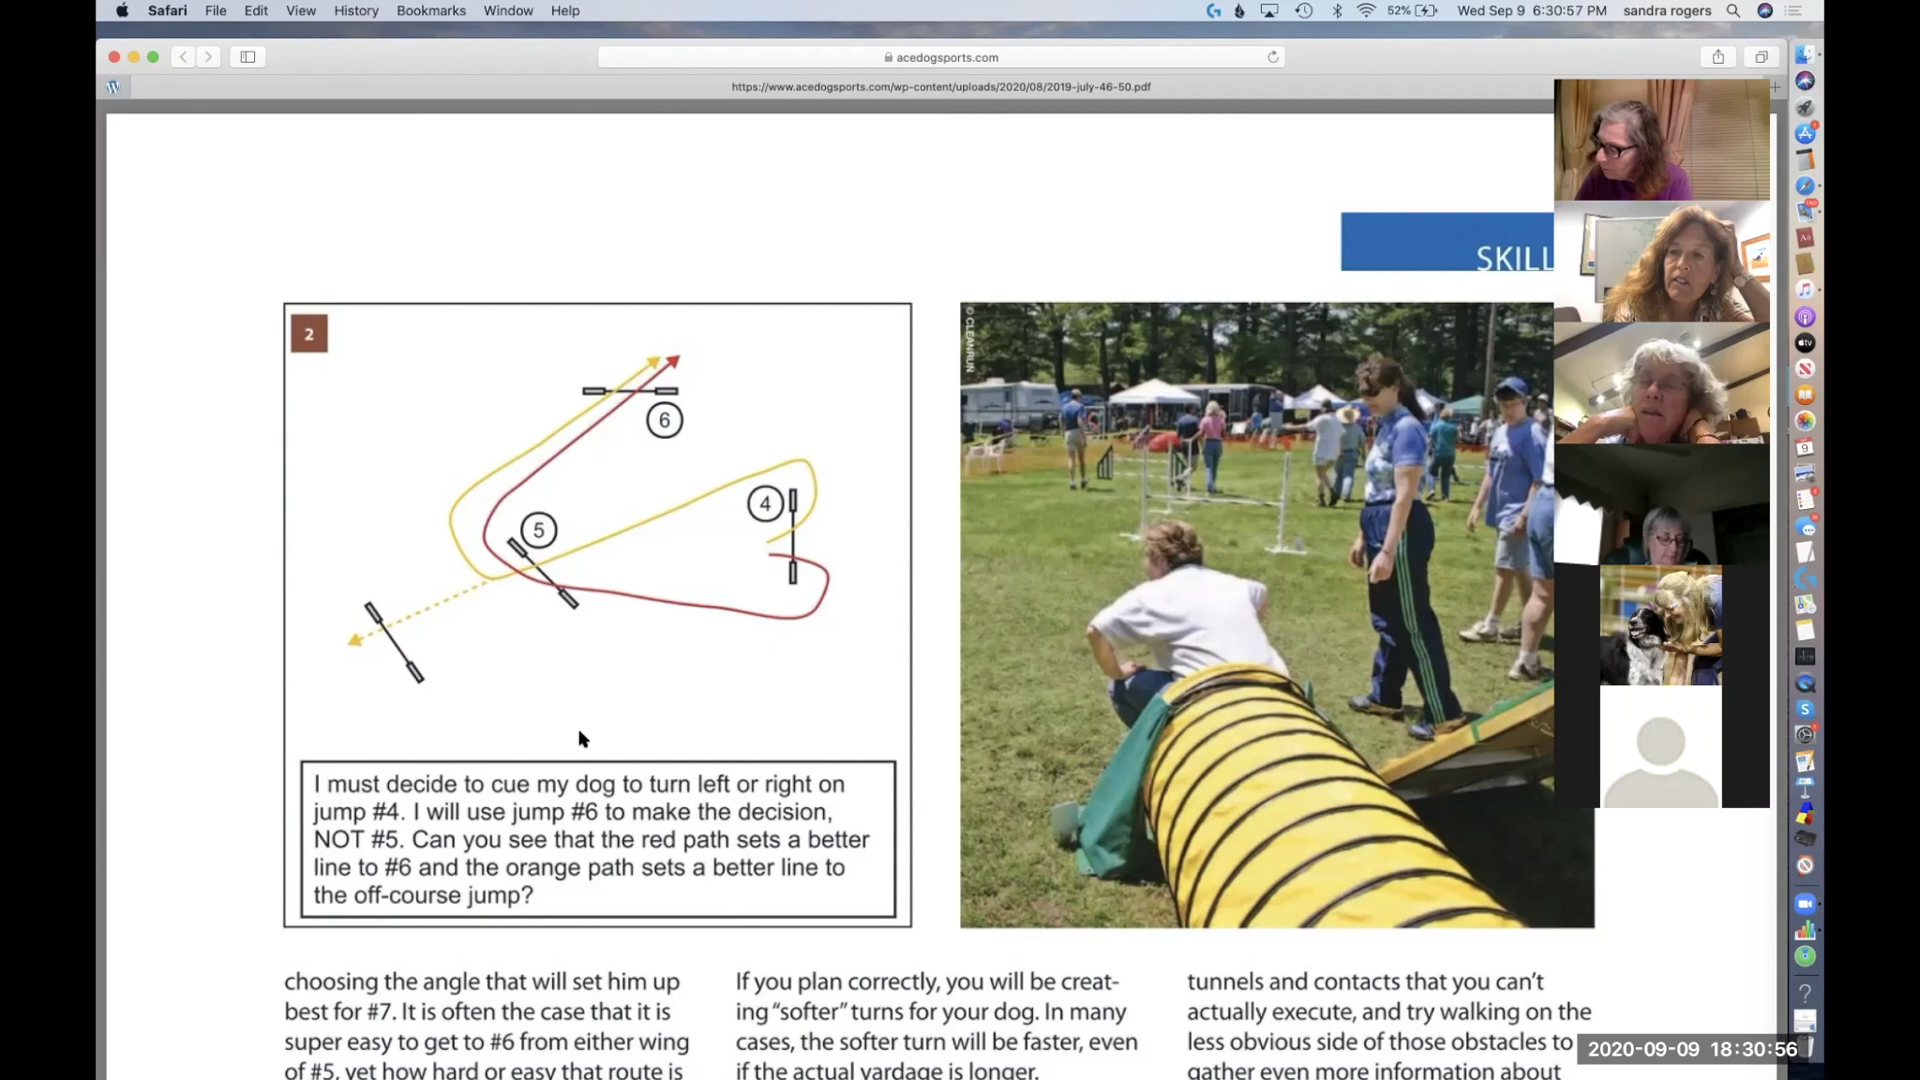 Safari File Edit View History Bookmarks Window Help
52% Wed Sep 9 6:30:57 PM sandra rogers
acedogsports.com
https://www.acedogsports.com/wp-content/uploads/2020/08/2019-july-46-50.pdf
SKILL
2
© CLEANRUN
6
4
5
I must decide to cue my dog to turn left or right on
jump #4. I will use jump #6 to make the decision,
NOT #5. Can you see that the red path sets a better
line to #6 and the orange path sets a better line to
the off-course jump?
choosing the angle that will set him up
best for #7. It is often the case that it is
super easy to get to #6 from either wing
of #5, yet how hard or easy that route is
If you plan correctly, you will be creat-
ing “softer” turns for your dog. In many
cases, the softer turn will be faster, even
if the actual yardage is longer.
tunnels and contacts that you can’t
actually execute, and try walking on the
less obvious side of those obstacles to
gather even more information about
2020-09-09 18:30:56